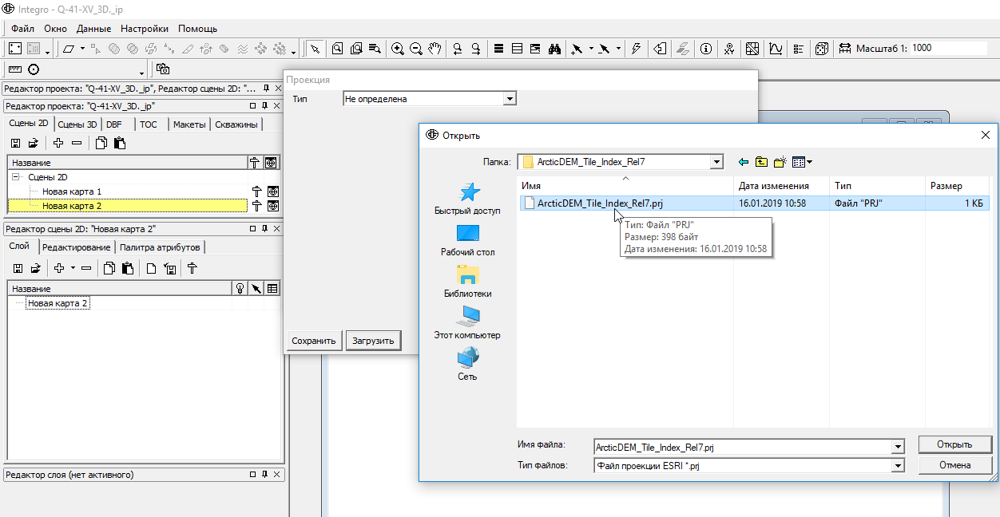 Integro - Q-41-XV_3D._ip
Файл Окно Данные Настройки Помощь
Масштаб 1: 1000
Редактор проекта: "Q-41-XV_3D._ip", Редактор сцены 2D: "...
Редактор проекта: "Q-41-XV_3D._ip"
Сцены 2D Сцены 3D DBF TOC Макеты Скважины
Название
Сцены 2D
Новая карта 1
Новая карта 2
Редактор сцены 2D: "Новая карта 2"
Слой Редактирование Палитра атрибутов
Название
Новая карта 2
Редактор слоя (нет активного)
Проекция
Тип Не определена
Сохранить Загрузить
Открыть
Папка: ArcticDEM_Tile_Index_Rel7
Быстрый доступ
Рабочий стол
Библиотеки
Этот компьютер
Сеть
Имя Дата изменения Тип Размер
ArcticDEM_Tile_Index_Rel7.prj 16.01.2019 10:58 Файл "PRJ" 1 КБ
Тип: Файл "PRJ"
Размер: 398 байт
Дата изменения: 16.01.2019 10:58
Имя файла: ArcticDEM_Tile_Index_Rel7.prj Открыть
Тип файлов: Файл проекции ESRI *.prj Отмена